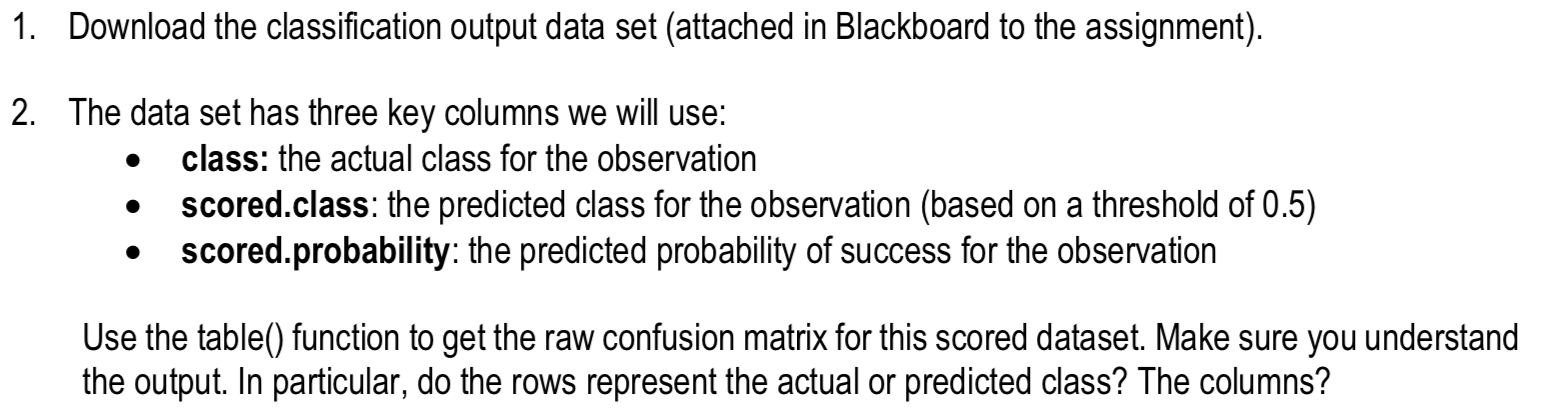 1. Download the classification output data set (attached in Blackboard to the assignment).
2. The data set has three key columns we will use:
• class: the actual class for the observation
• scored.class: the predicted class for the observation (based on a threshold of 0.5)
• scored.probability: the predicted probability of success for the observation
Use the table() function to get the raw confusion matrix for this scored dataset. Make sure you understand
the output. In particular, do the rows represent the actual or predicted class? The columns?